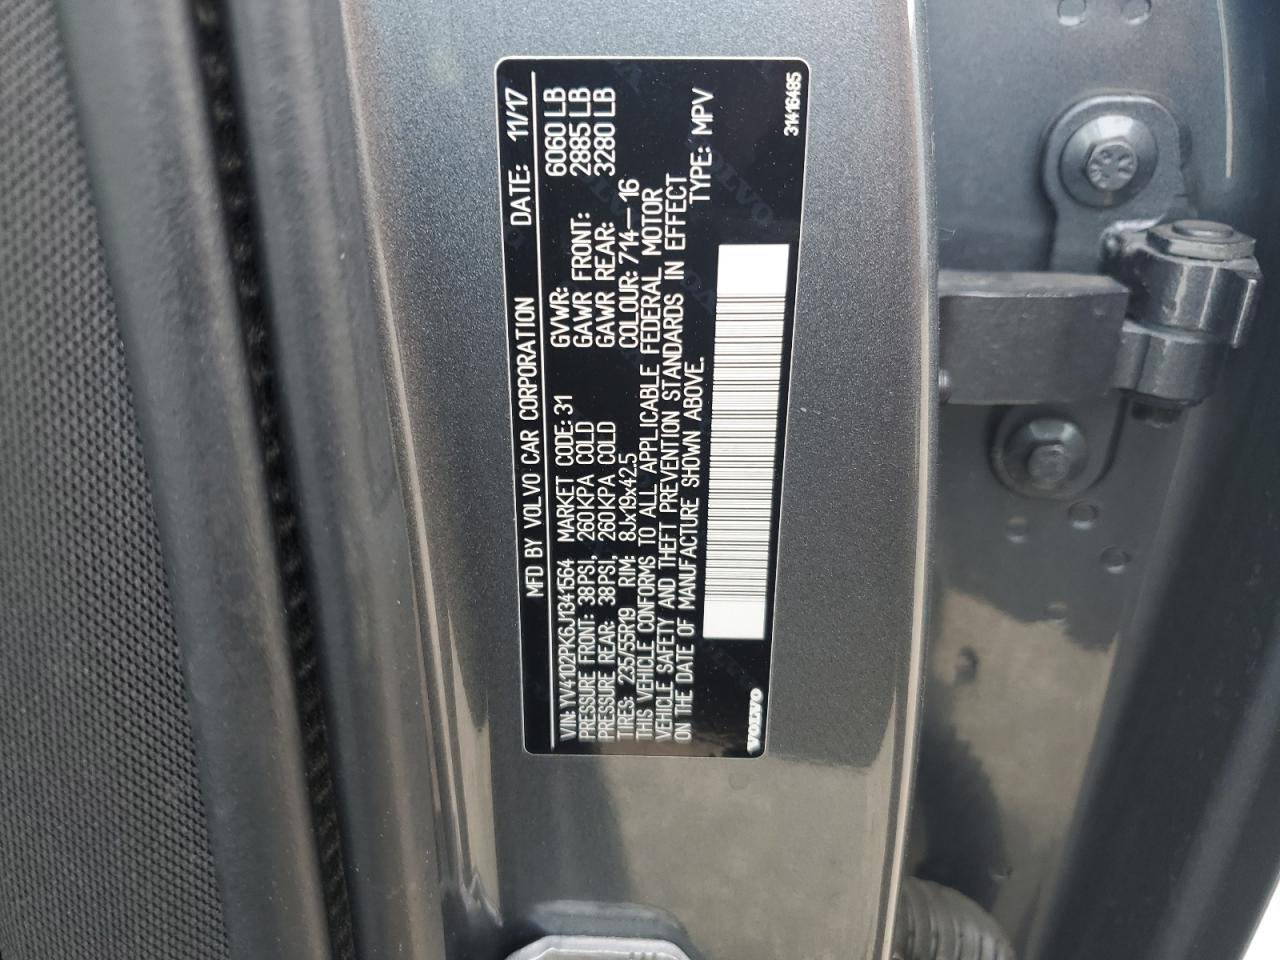 MFD BY VOLVO CAR CORPORATION DATE: 11/17
VIN: YV4102PK6J1341564 MARKET CODE: 31 GVWR: 6060 LB
PRESSURE FRONT: 38PSI, 260KPA COLD GAWR FRONT: 2885 LB
PRESSURE REAR: 38PSI, 260KPA COLD GAWR REAR: 3280 LB
TIRES: 235/55R19 RIM: 8Jx19x42.5 COLOUR: 714-16
THIS VEHICLE CONFORMS TO ALL APPLICABLE FEDERAL MOTOR
VEHICLE SAFETY AND THEFT PREVENTION STANDARDS IN EFFECT
ON THE DATE OF MANUFACTURE SHOWN ABOVE. TYPE: MPV
VOLVO 31416485